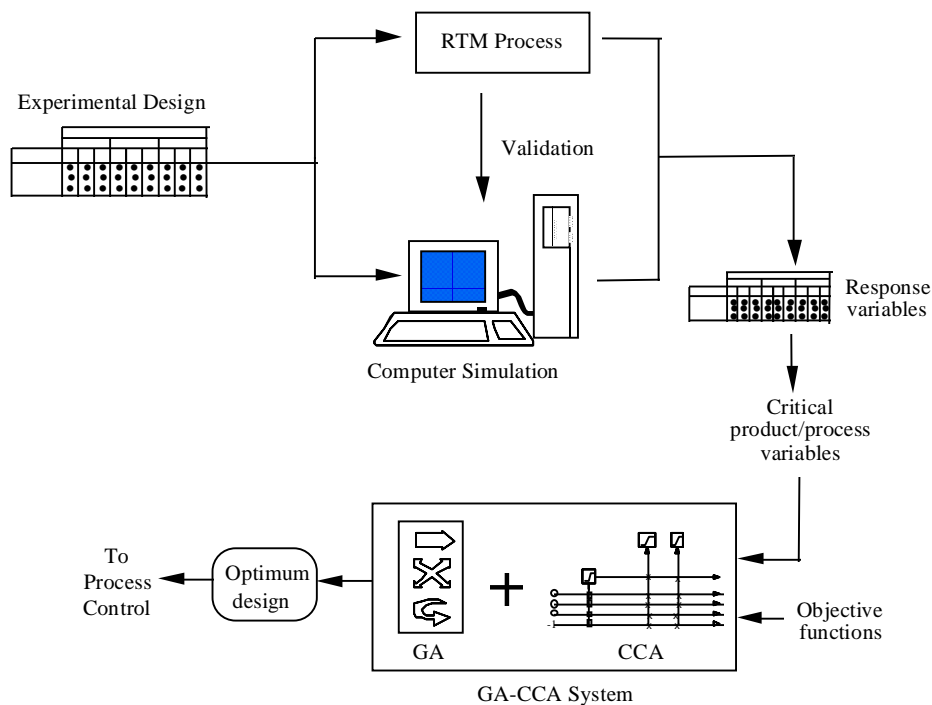 RTM Process
Experimental Design
Validation
Computer Simulation
Response
variables
Critical
product/process
variables
To
Process
Control
Optimum
design
GA
+
CCA
-1
Objective
functions
GA-CCA System